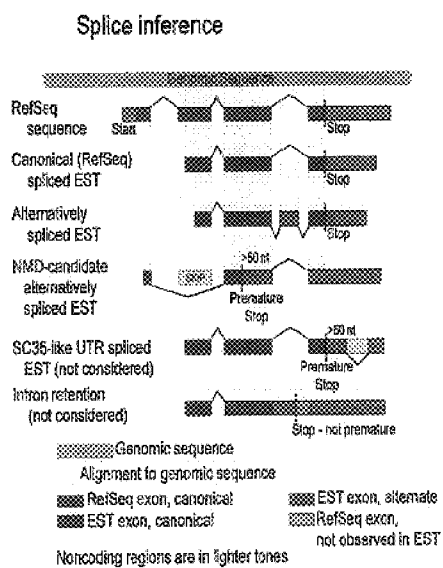 Splice inference
Genomic Sequence
RefSeq
sequence
Start
Stop
Canonical (RefSeq)
spliced EST
Stop
Alternatively
spliced EST
Stop
NMD-candidate
alternatively
spliced EST
>50 nt
Premature
Stop
SC35-like UTR spliced
EST (not considered)
>50 nt
Premature
Stop
Intron retention
(not considered)
Stop - not premature
Genomic sequence
Alignment to genomic sequence
RefSeq exon, canonical
EST exon, canonical
EST exon, alternate
RefSeq exon,
not observed in EST
Noncoding regions are in lighter tones